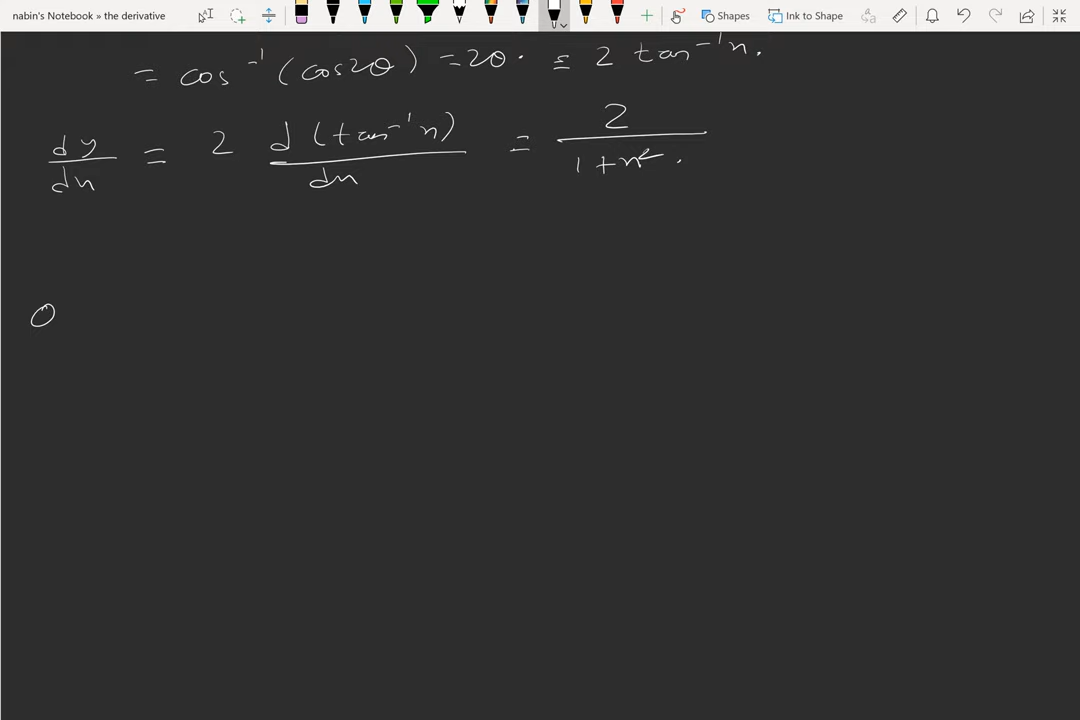 nabin's Notebook » the derivative Shapes Ink to Shape
= cos⁻¹ (cos2θ) = 2θ. = 2 tan⁻¹x.
dy/dx = 2 d(tan⁻¹x)/dx = 2/(1+x²).
O